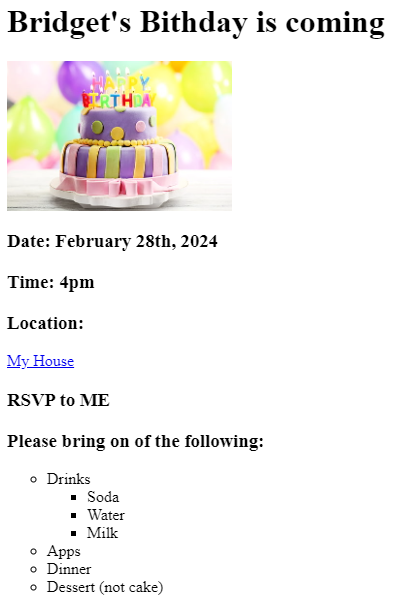 Bridget's Bithday is coming
HAPPY
BIRTHDAY
Date: February 28th, 2024
Time: 4pm
Location:
My House
RSVP to ME
Please bring on of the following:
Drinks
Soda
Water
Milk
Apps
Dinner
Dessert (not cake)